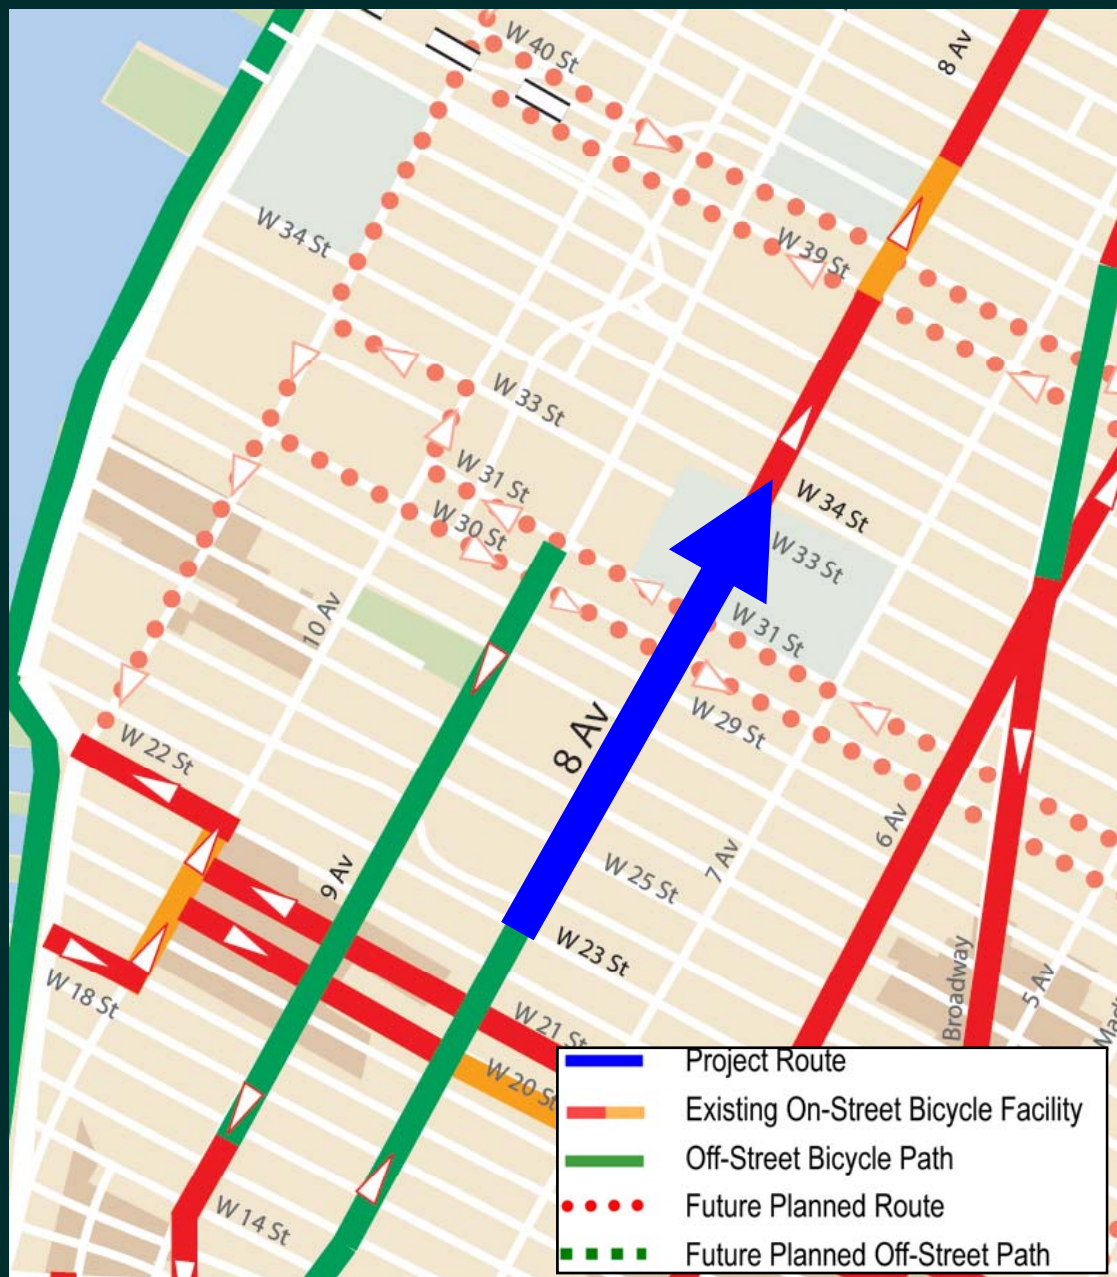 W 40 St
8 Av
W 34 St
W 39 St
W 33 St
W 31 St
W 30 St
W 34 St
W 33 St
10 Av
W 31 St
W 29 St
8 Av
W 22 St
6 Av
7 Av
W 25 St
9 Av
W 23 St
Broadway
5 Av
W 18 St
W 21 St
W 20 St
W 14 St
Project Route
Existing On-Street Bicycle Facility
Off-Street Bicycle Path
Future Planned Route
Future Planned Off-Street Path